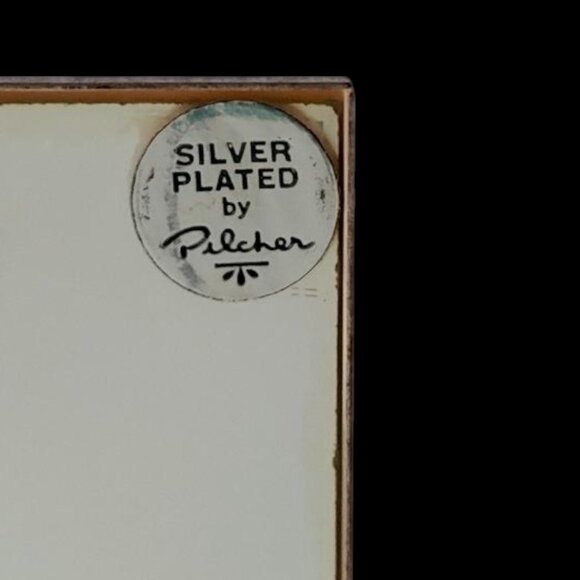 SILVER
PLATED
by
Pilcher